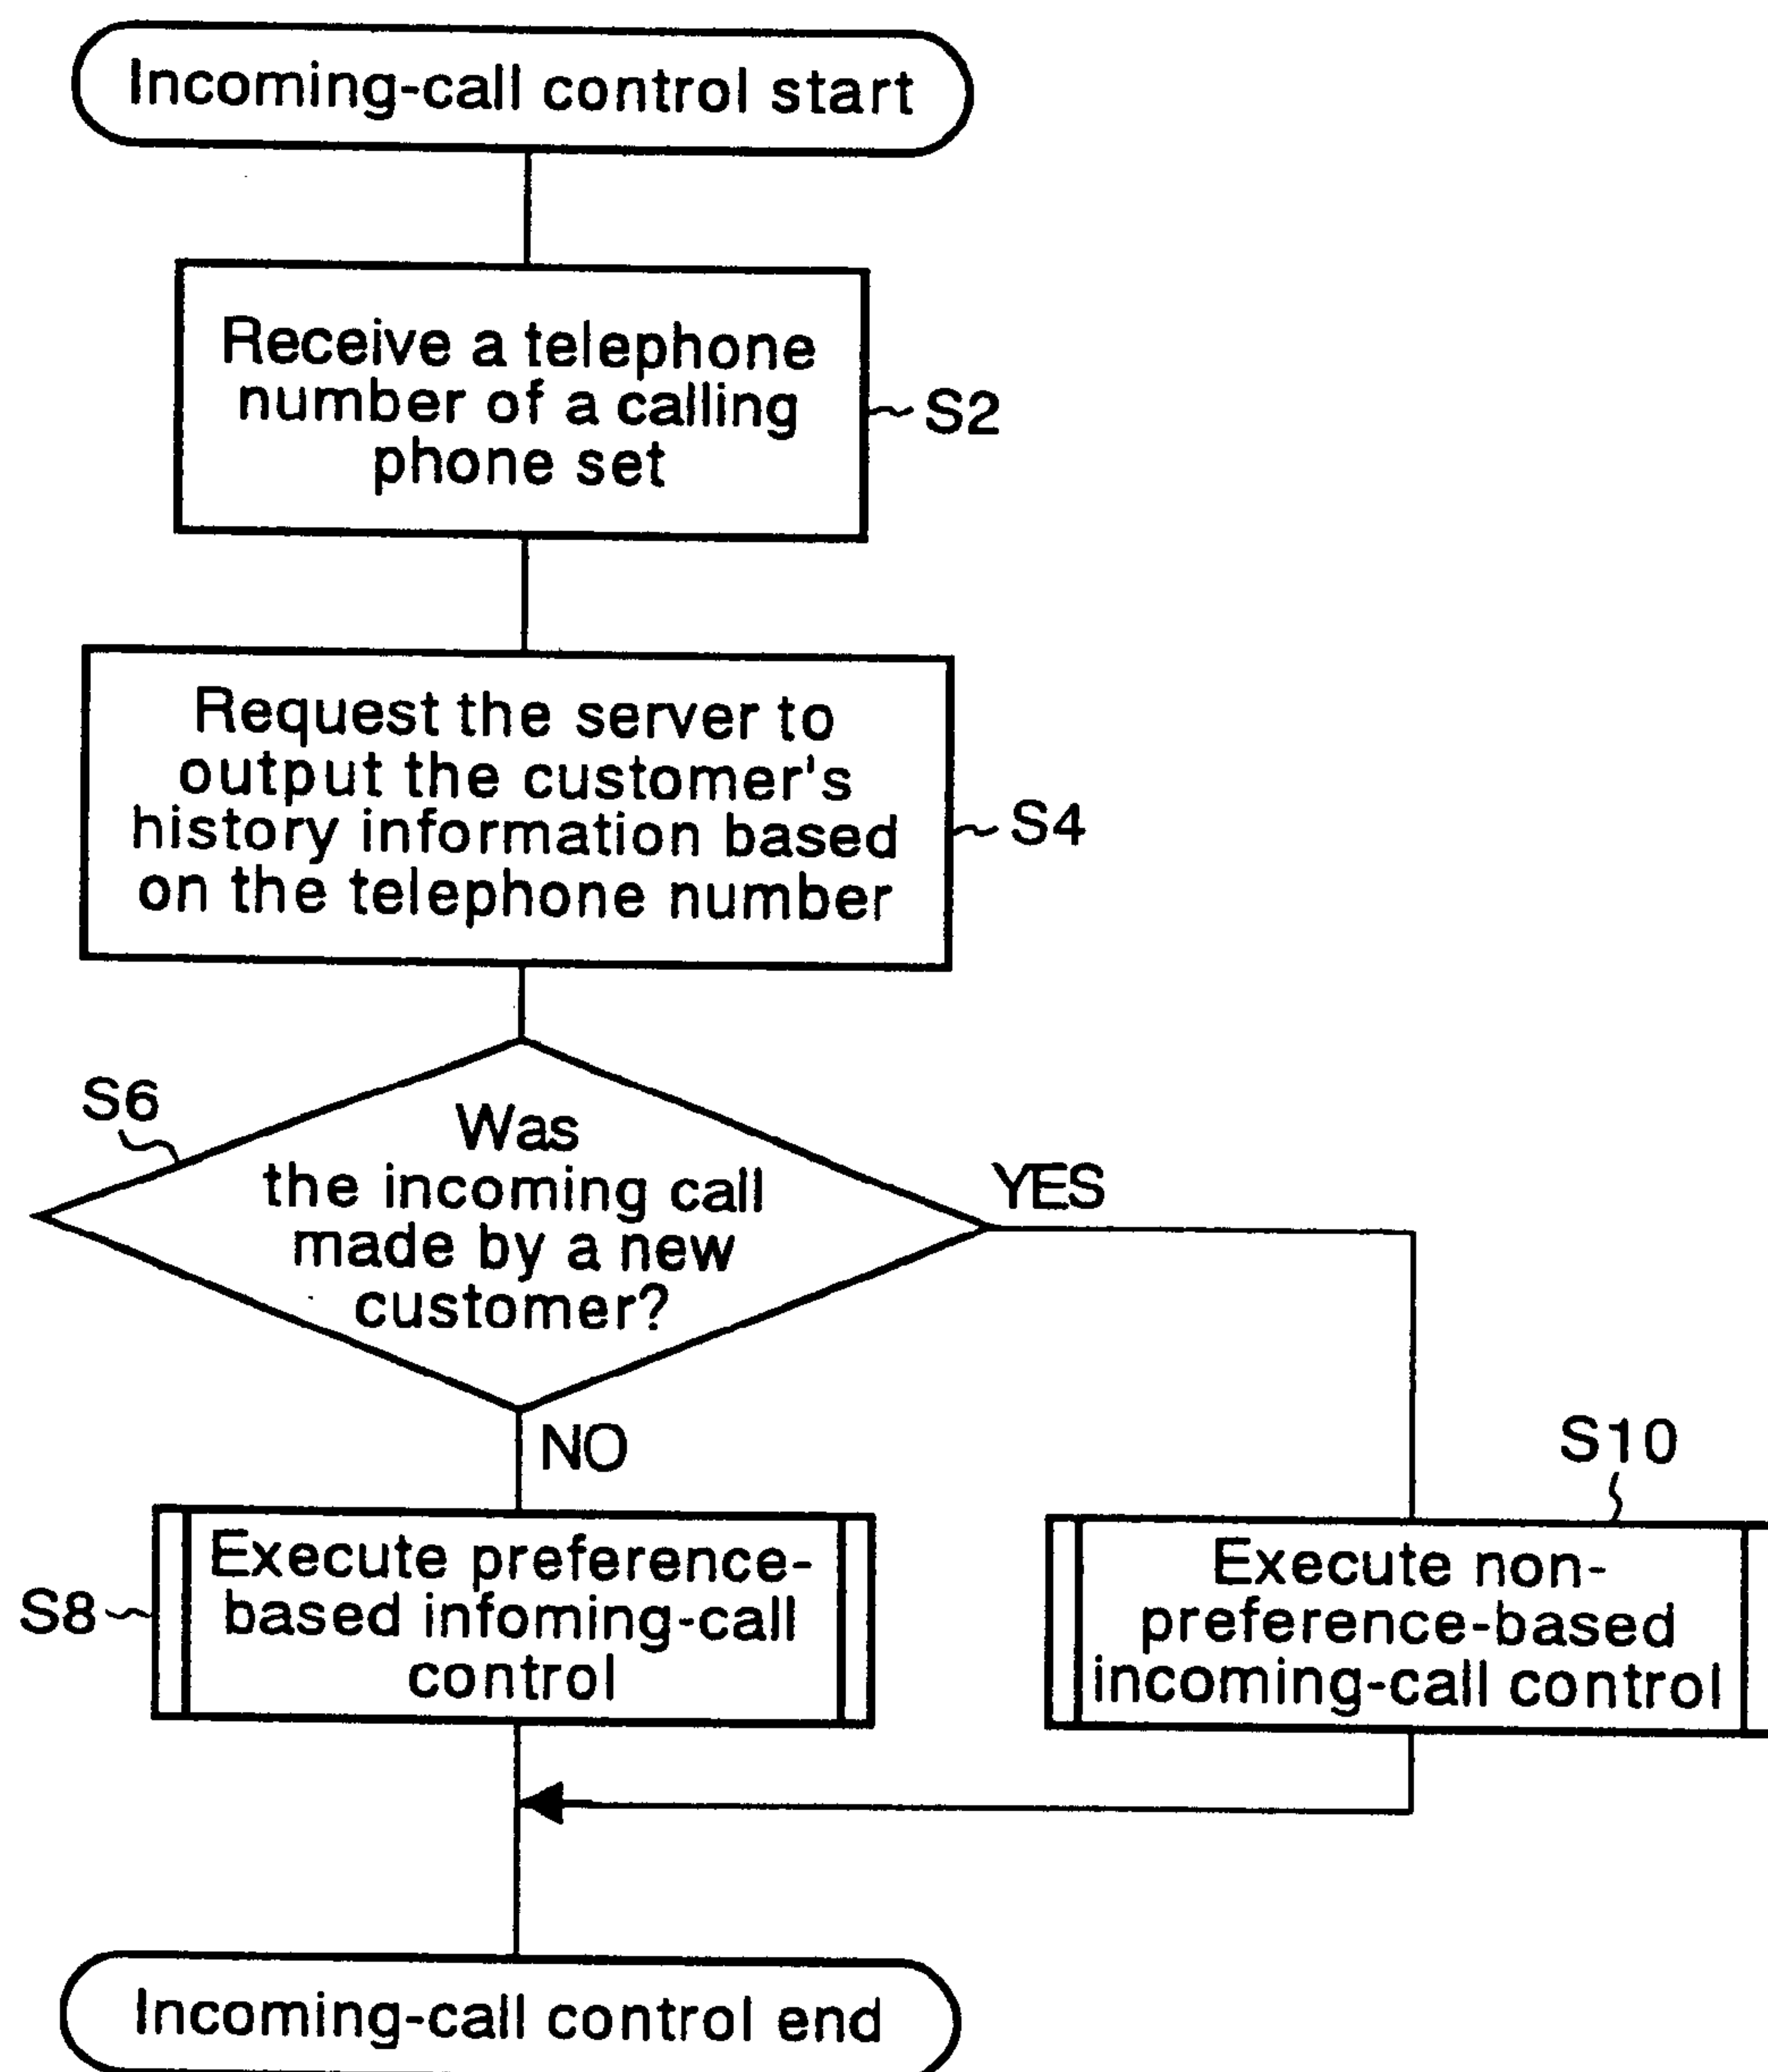 Incoming-call control start
Receive a telephone
number of a calling
phone set
S2
Request the server to
output the customer's
history information based
on the telephone number
S4
S6
Was
the incoming call
made by a new
customer?
YES
NO
S10
S8
Execute preference-
based infoming-call
control
Execute non-
preference-based
incoming-call control
Incoming-call control end